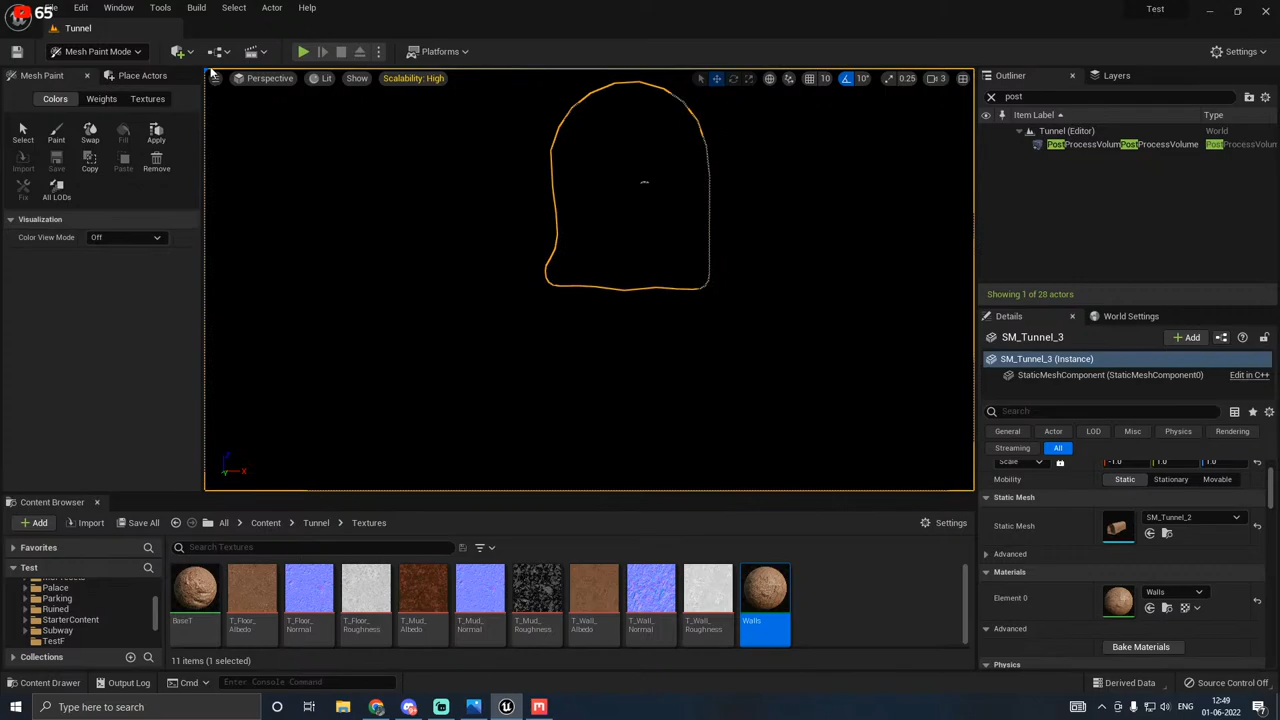 65
Edit Window Tools Build Select Actor Help
Test
Tunnel
Mesh Paint Mode
Platforms
Settings
Mesh Paint
Place Actors
Colors Weights Textures
Select Paint Swap Fill Apply
Import Save Copy Paste Remove
Fix All LODs
Visualization
Color View Mode Off
Perspective Lit Show Scalability: High
10 10° 0.25 3
Z
X
Y
Outliner
Layers
post
Item Label Type
Tunnel (Editor) World
PostProcessVolumPostProcessVolume PostProcessVolum
Showing 1 of 28 actors
Details
World Settings
SM_Tunnel_3
Add
SM_Tunnel_3 (Instance)
StaticMeshComponent (StaticMeshComponent0) Edit in C++
Search
General Actor LOD Misc Physics Rendering
Streaming All
Scale -1.0 1.0 1.0
Mobility Static Stationary Movable
Static Mesh
Static Mesh SM_Tunnel_2
Advanced
Materials
Element 0 Walls
Advanced
Bake Materials
Physics
Content Browser
Add Import Save All All > Content > Tunnel > Textures Settings
Favorites
Test
Palace
Parking
Ruined
StarterContent
Subway
TestF
Collections
Search Textures
BaseT
T_Floor_Albedo
T_Floor_Normal
T_Floor_Roughness
T_Mud_Albedo
T_Mud_Normal
T_Mud_Roughness
T_Wall_Albedo
T_Wall_Normal
T_Wall_Roughness
Walls
11 items (1 selected)
Content Drawer Output Log Cmd Enter Console Command Derived Data Source Control Off
Type here to search
12:49
01-06-2022